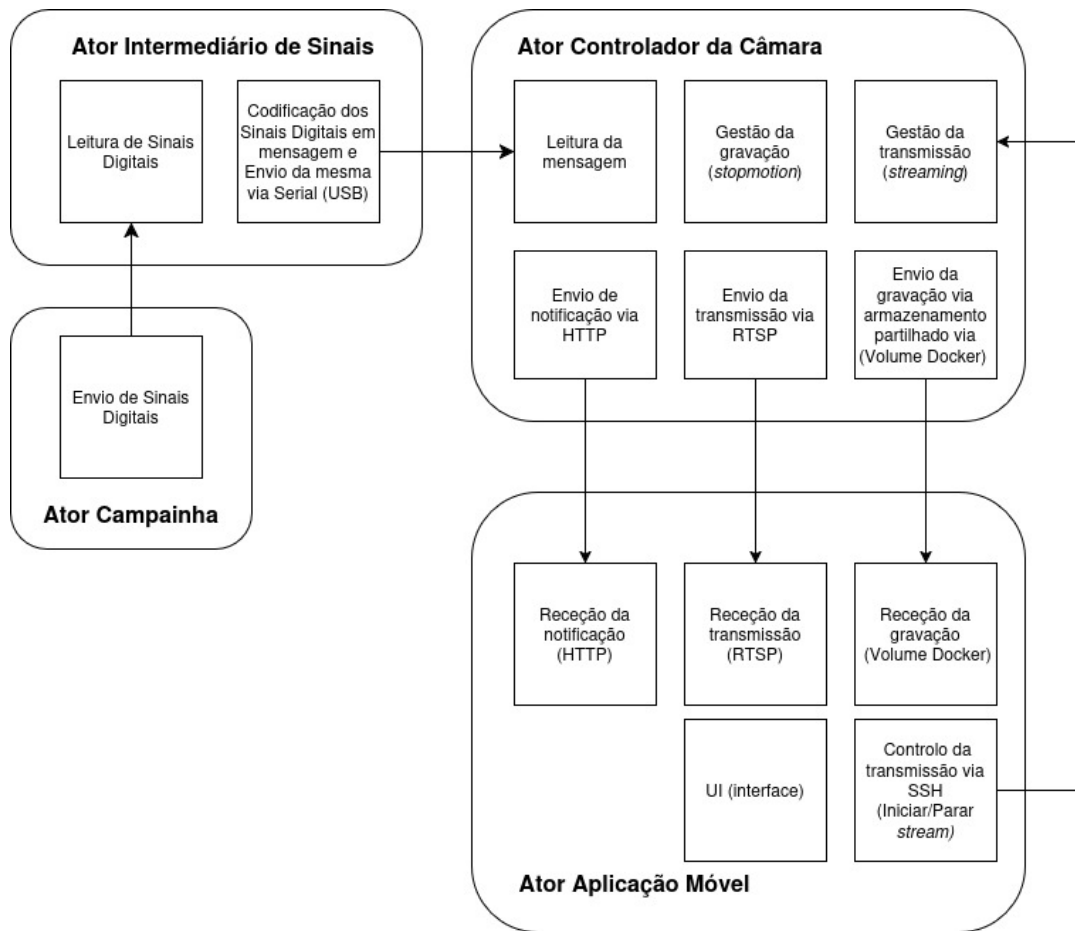 Ator Intermediário de Sinais
Leitura de Sinais
Digitais
Codificação dos
Sinais Digitais em
mensagem e
Envio da mesma
via Serial (USB)
Envio de Sinais
Digitais
Ator Campainha
Ator Controlador da Câmara
Leitura da
mensagem
Gestão da
gravação
(stopmotion)
Gestão da
transmissão
(streaming)
Envio de
notificação via
HTTP
Envio da
transmissão via
RTSP
Envio da
gravação via
armazenamento
partilhado via
(Volume Docker)
Receção da
notificação
(HTTP)
Receção da
transmissão
(RTSP)
Receção da
gravação
(Volume Docker)
UI (interface)
Controlo da
transmissão via
SSH
(Iniciar/Parar
stream)
Ator Aplicação Móvel